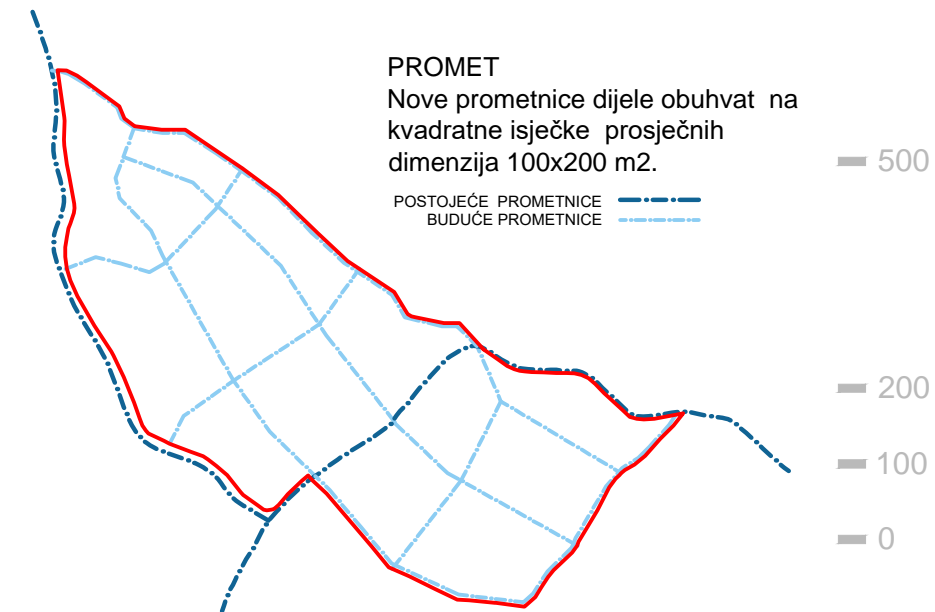 PROMET
Nove prometnice dijele obuhvat na
kvadratne isječke prosječnih
dimenzija 100x200 m2.
POSTOJEĆE PROMETNICE
BUDUĆE PROMETNICE
500
200
100
0